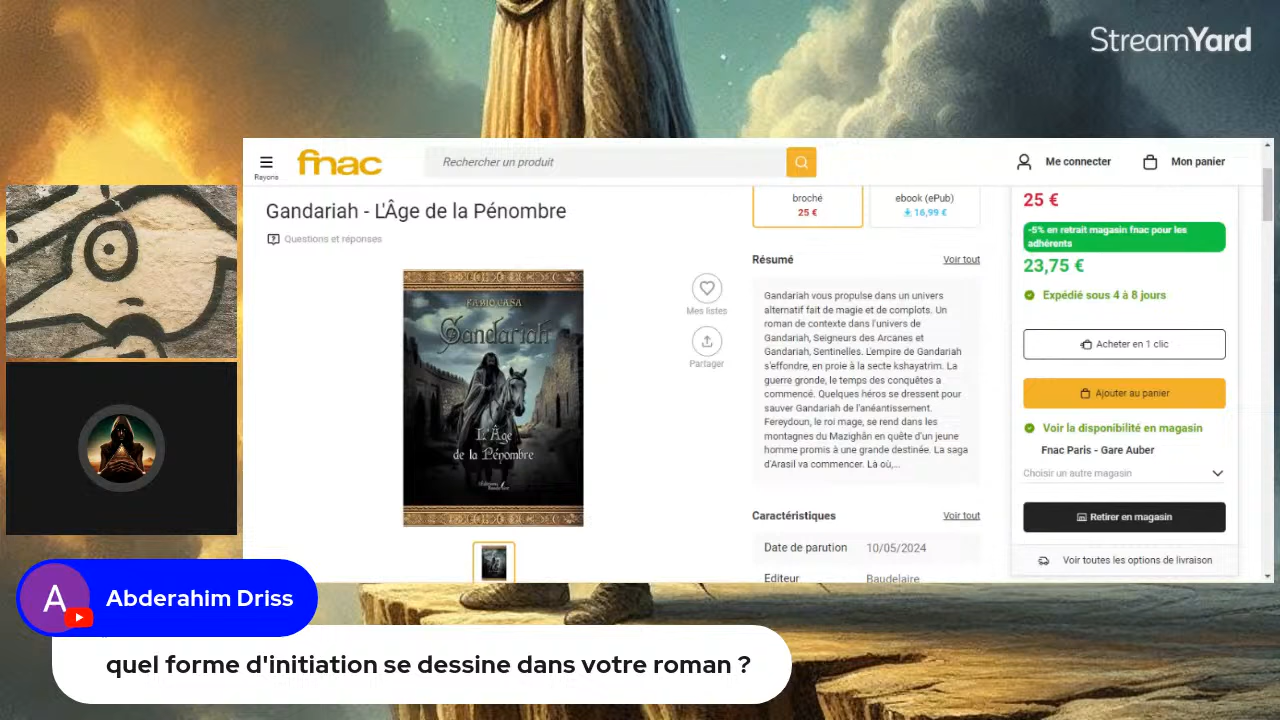 StreamYard
Rayons
fnac
Rechercher un produit
Me connecter
Mon panier
Gandariah - L'Âge de la Pénombre
Questions et réponses
FABIO CASA
Gandariah
L'Âge
de la Pénombre
Mes listes
Partager
broché
25 €
ebook (ePub)
16,99 €
Résumé
Voir tout
Gandariah vous propulse dans un univers
alternatif fait de magie et de complots. Un
roman de contexte dans l'univers de
Gandariah, Seigneurs des Arcanes et
Gandariah, Sentinelles. L'empire de Gandariah
s'effondre, en proie à la secte kshayatrim. La
guerre gronde, le temps des conquêtes a
commencé. Quelques héros se dressent pour
sauver Gandariah de l'anéantissement.
Fereydoun, le roi mage, se rend dans les
montagnes du Mazighân en quête d'un jeune
homme promis à une grande destinée. La saga
d'Arasil va commencer. Là où,...
Caractéristiques
Voir tout
Date de parution
10/05/2024
Editeur
Baudelaire
25 €
-5% en retrait magasin fnac pour les
adhérents
23,75 €
Expédié sous 4 à 8 jours
Acheter en 1 clic
Ajouter au panier
Voir la disponibilité en magasin
Fnac Paris - Gare Auber
Choisir un autre magasin
Retirer en magasin
Voir toutes les options de livraison
A
Abderahim Driss
quel forme d'initiation se dessine dans votre roman ?